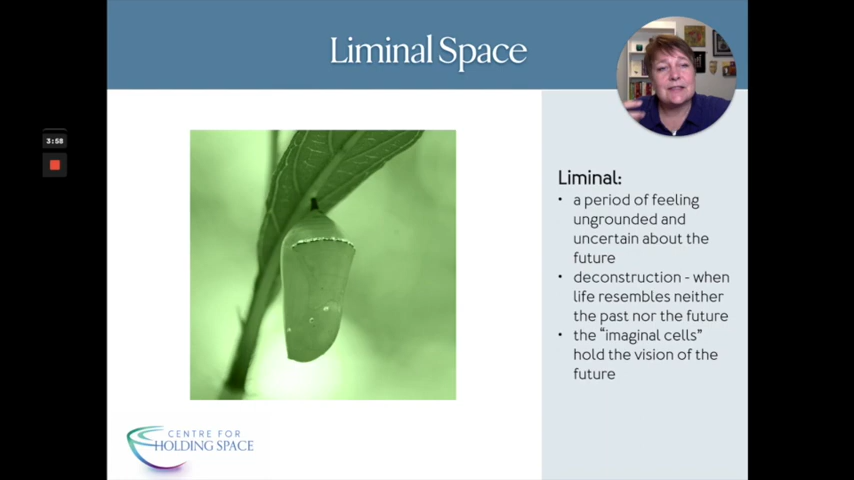 Liminal Space
3:58
Liminal:
• a period of feeling
ungrounded and
uncertain about the
future
• deconstruction - when
life resembles neither
the past nor the future
• the “imaginal cells”
hold the vision of the
future
CENTRE FOR
HOLDING SPACE